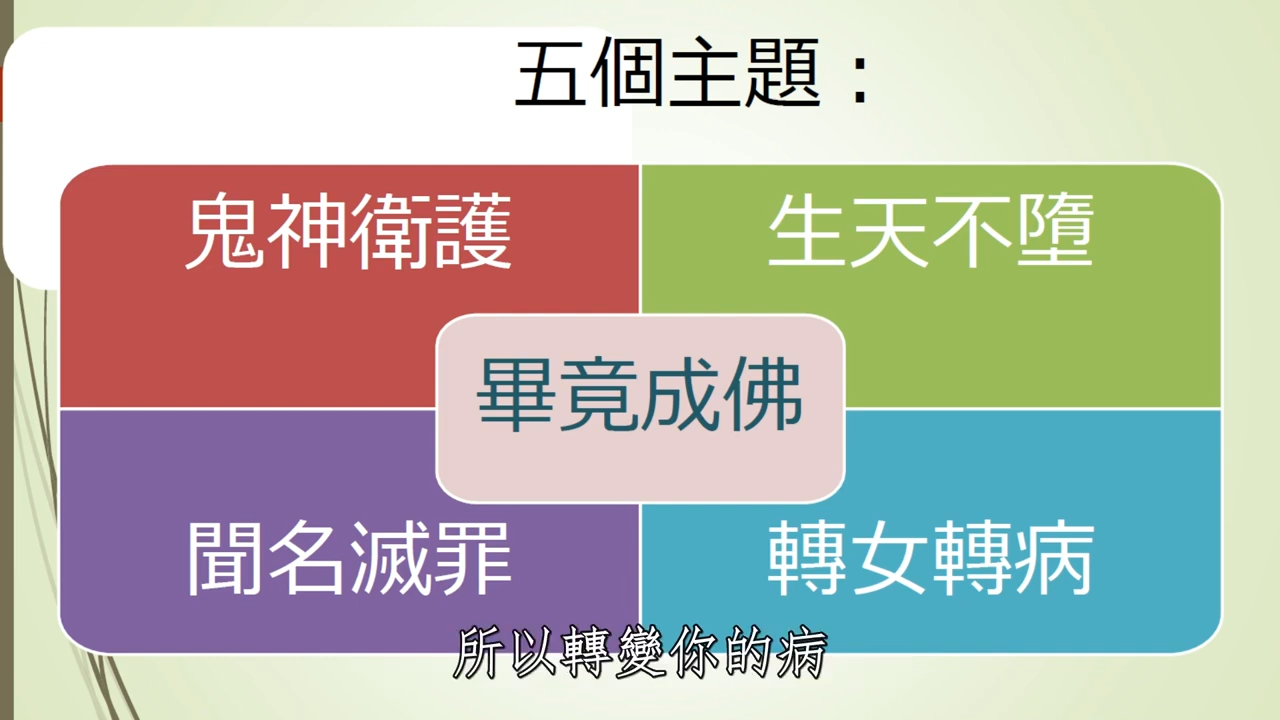 五個主題：
鬼神衛護
生天不墮
畢竟成佛
聞名滅罪
轉女轉病
所以轉變你的病